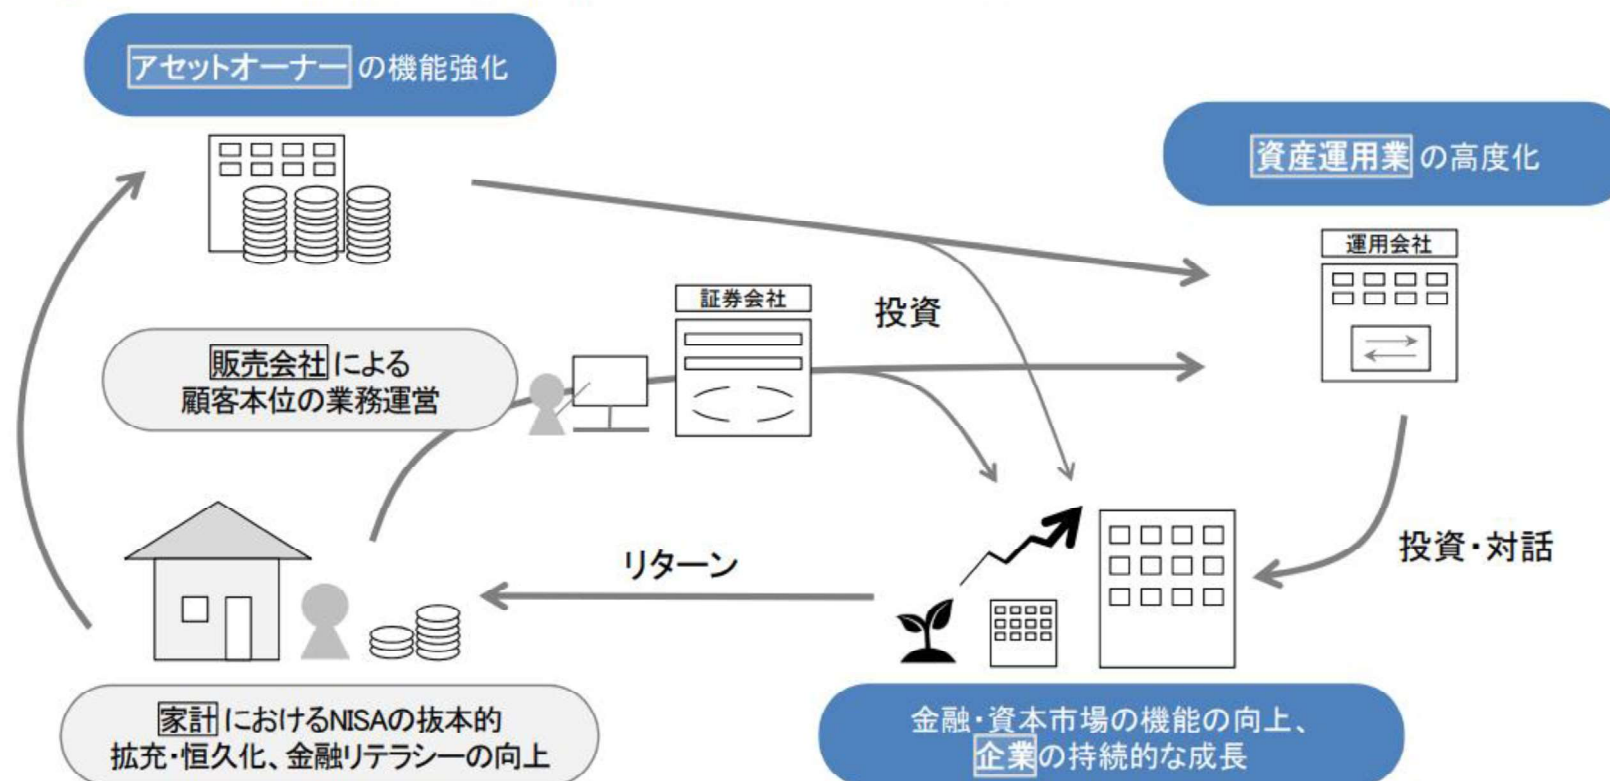 アセットオーナーの機能強化
資産運用業の高度化
運用会社
証券会社
投資
販売会社による
顧客本位の業務運営
リターン
投資・対話
家計におけるNISAの抜本的
拡充・恒久化、金融リテラシーの向上
金融・資本市場の機能の向上、
企業の持続的な成長